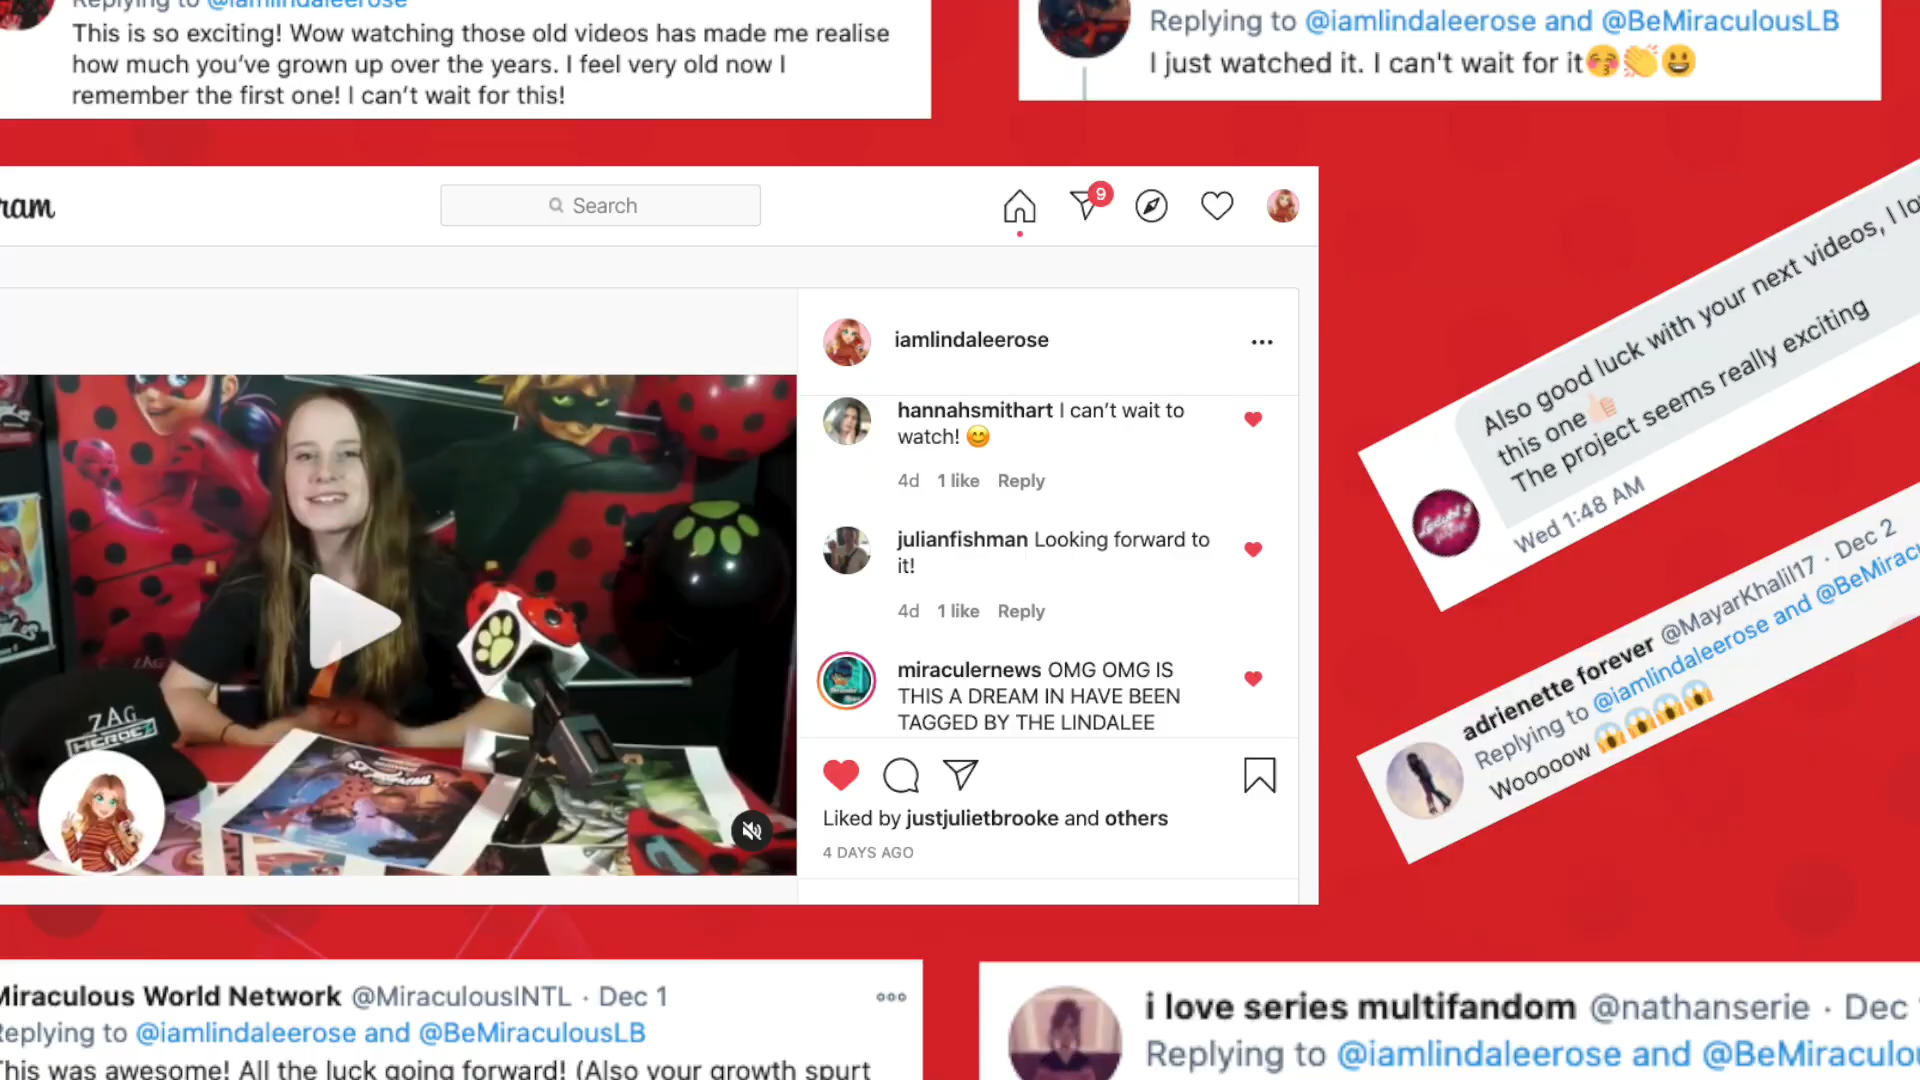 Replying to @iamlindaleerose
This is so exciting! Wow watching those old videos has made me realise
how much you've grown up over the years. I feel very old now I
remember the first one! I can't wait for this!
Replying to @iamlindaleerose and @BeMiraculousLB
I just watched it. I can't wait for it😚👏😀
ram
Search
9
iamlindaleerose
hannahsmithart I can't wait to
watch! 😊
4d 1 like Reply
julianfishman Looking forward to
it!
4d 1 like Reply
miraculernews OMG OMG IS
THIS A DREAM IN HAVE BEEN
TAGGED BY THE LINDALEE
Liked by justjulietbrooke and others
4 DAYS AGO
ZAG
HEROEZ
Also good luck with your next videos, I lo
this one👍🏻
The project seems really exciting
Wed 1:48 AM
adrienette forever @MayarKhalil17 · Dec 2
Replying to @iamlindaleerose and @BeMiracu
Wooooow 😱😱😱😱
Miraculous World Network @MiraculousINTL · Dec 1
Replying to @iamlindaleerose and @BeMiraculousLB
This was awesome! All the luck going forward! (Also your growth spurt
i love series multifandom @nathanserie · Dec
Replying to @iamlindaleerose and @BeMiraculou